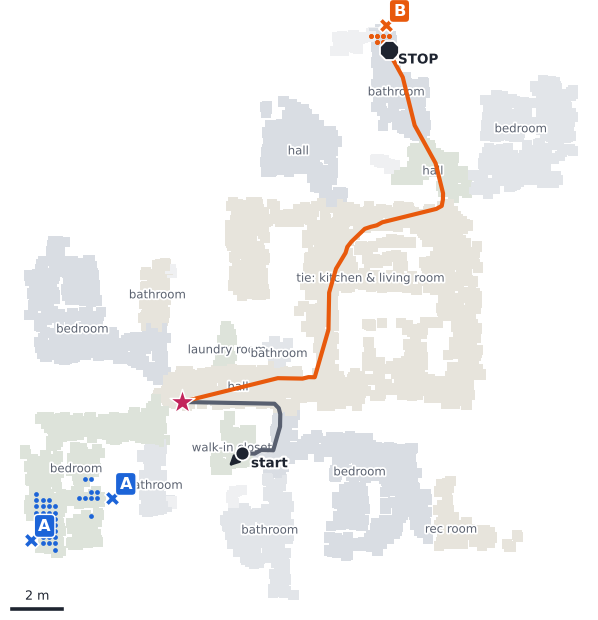 B
STOP
bathroom
bedroom
hall
hall
tie: kitchen & living room
bathroom
bedroom
laundry room
bathroom
hall
walk-in closet
start
bedroom
A
bathroom
bedroom
A
bathroom
rec room
2 m